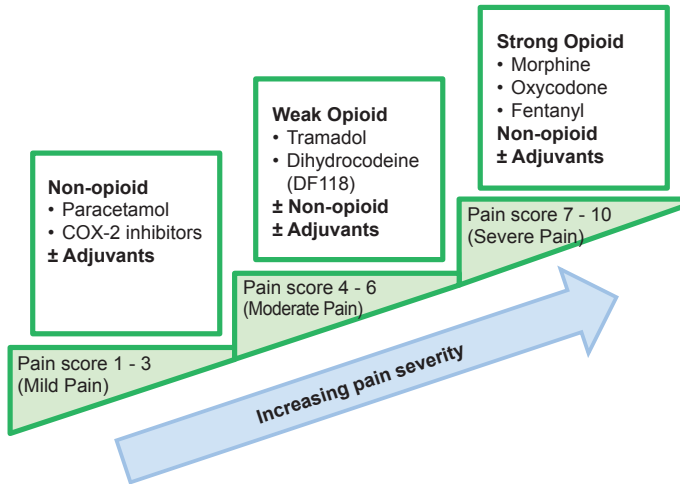 Strong Opioid
• Morphine
• Oxycodone
• Fentanyl
Non-opioid
± Adjuvants
Weak Opioid
• Tramadol
• Dihydrocodeine
(DF118)
± Non-opioid
± Adjuvants
Non-opioid
• Paracetamol
• COX-2 inhibitors
± Adjuvants
Pain score 7 - 10
(Severe Pain)
Pain score 4 - 6
(Moderate Pain)
Pain score 1 - 3
(Mild Pain)
Increasing pain severity